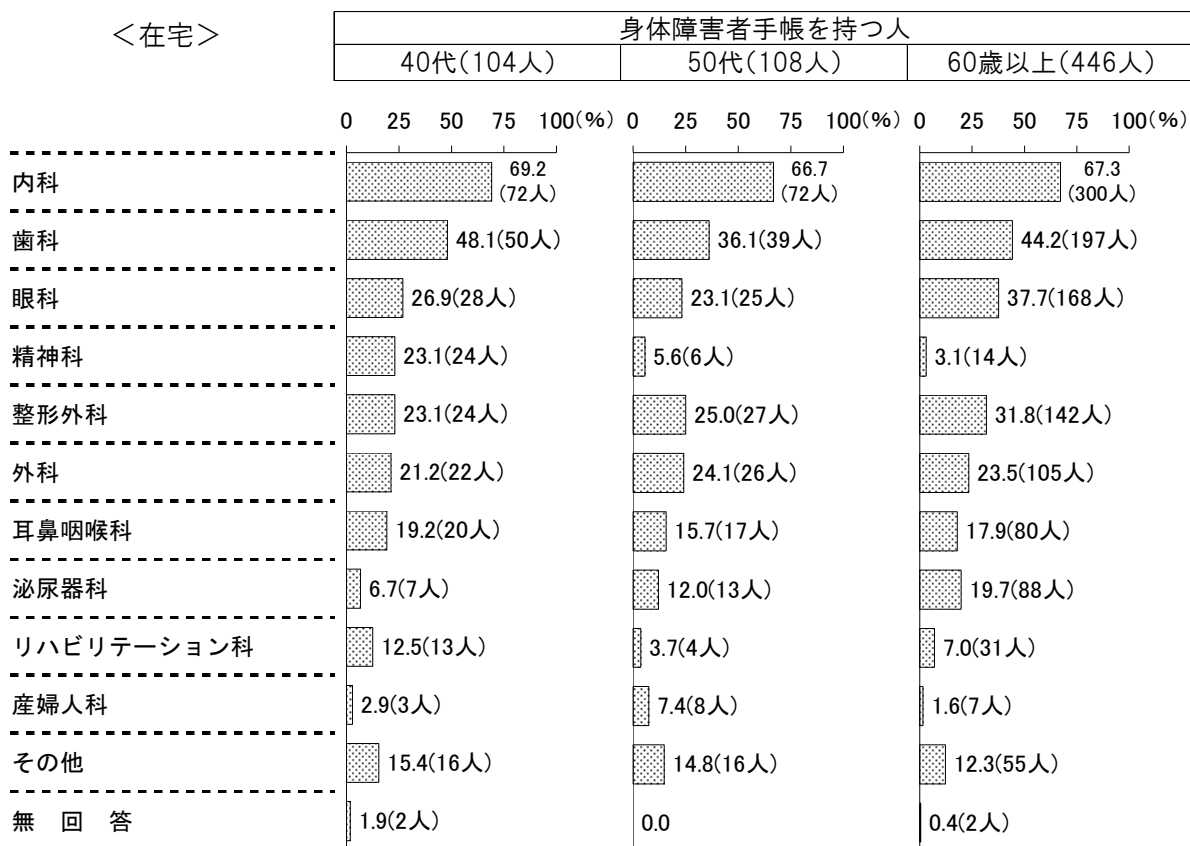 ＜在宅＞
身体障害者手帳を持つ人
40代(104人) 50代(108人) 60歳以上(446人)
0 25 50 75 100(%) 0 25 50 75 100(%) 0 25 50 75 100(%)
内科 69.2 (72人) 66.7 (72人) 67.3 (300人)
歯科 48.1(50人) 36.1(39人) 44.2(197人)
眼科 26.9(28人) 23.1(25人) 37.7(168人)
精神科 23.1(24人) 5.6(6人) 3.1(14人)
整形外科 23.1(24人) 25.0(27人) 31.8(142人)
外科 21.2(22人) 24.1(26人) 23.5(105人)
耳鼻咽喉科 19.2(20人) 15.7(17人) 17.9(80人)
泌尿器科 6.7(7人) 12.0(13人) 19.7(88人)
リハビリテーション科 12.5(13人) 3.7(4人) 7.0(31人)
産婦人科 2.9(3人) 7.4(8人) 1.6(7人)
その他 15.4(16人) 14.8(16人) 12.3(55人)
無　回　答 1.9(2人) 0.0 0.4(2人)